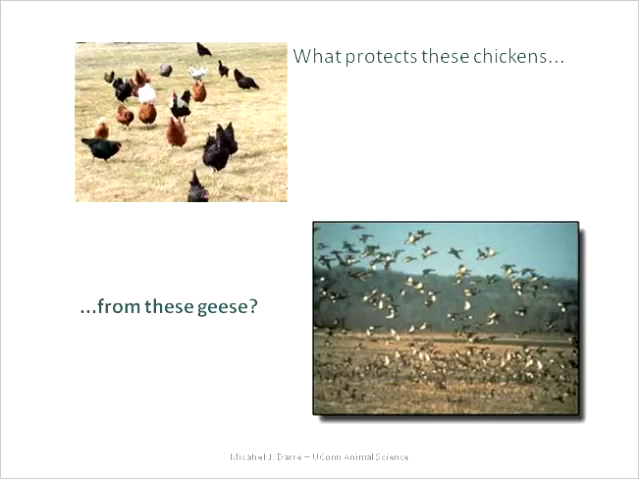 What protects these chickens...
...from these geese?
Micahel J. Darre – UConn Animal Science